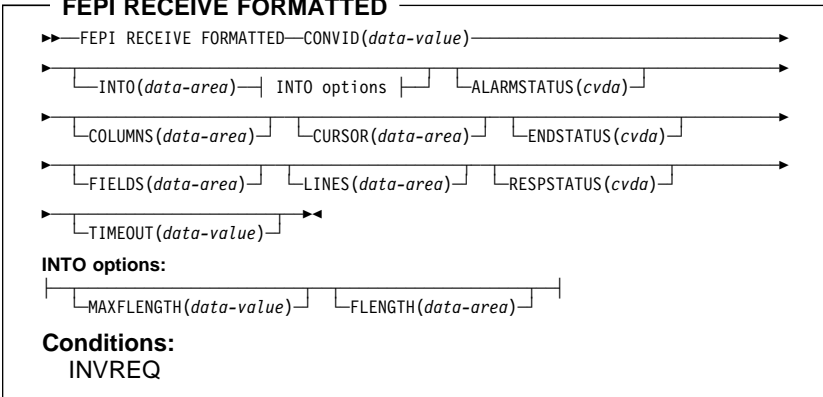 FEPI RECEIVE FORMATTED
FEPI RECEIVE FORMATTED CONVID(data-value)
INTO(data-area) INTO options ALARMSTATUS(cvda)
COLUMNS(data-area) CURSOR(data-area) ENDSTATUS(cvda)
FIELDS(data-area) LINES(data-area) RESPSTATUS(cvda)
TIMEOUT(data-value)
INTO options:
MAXFLENGTH(data-value) FLENGTH(data-area)
Conditions:
INVREQ